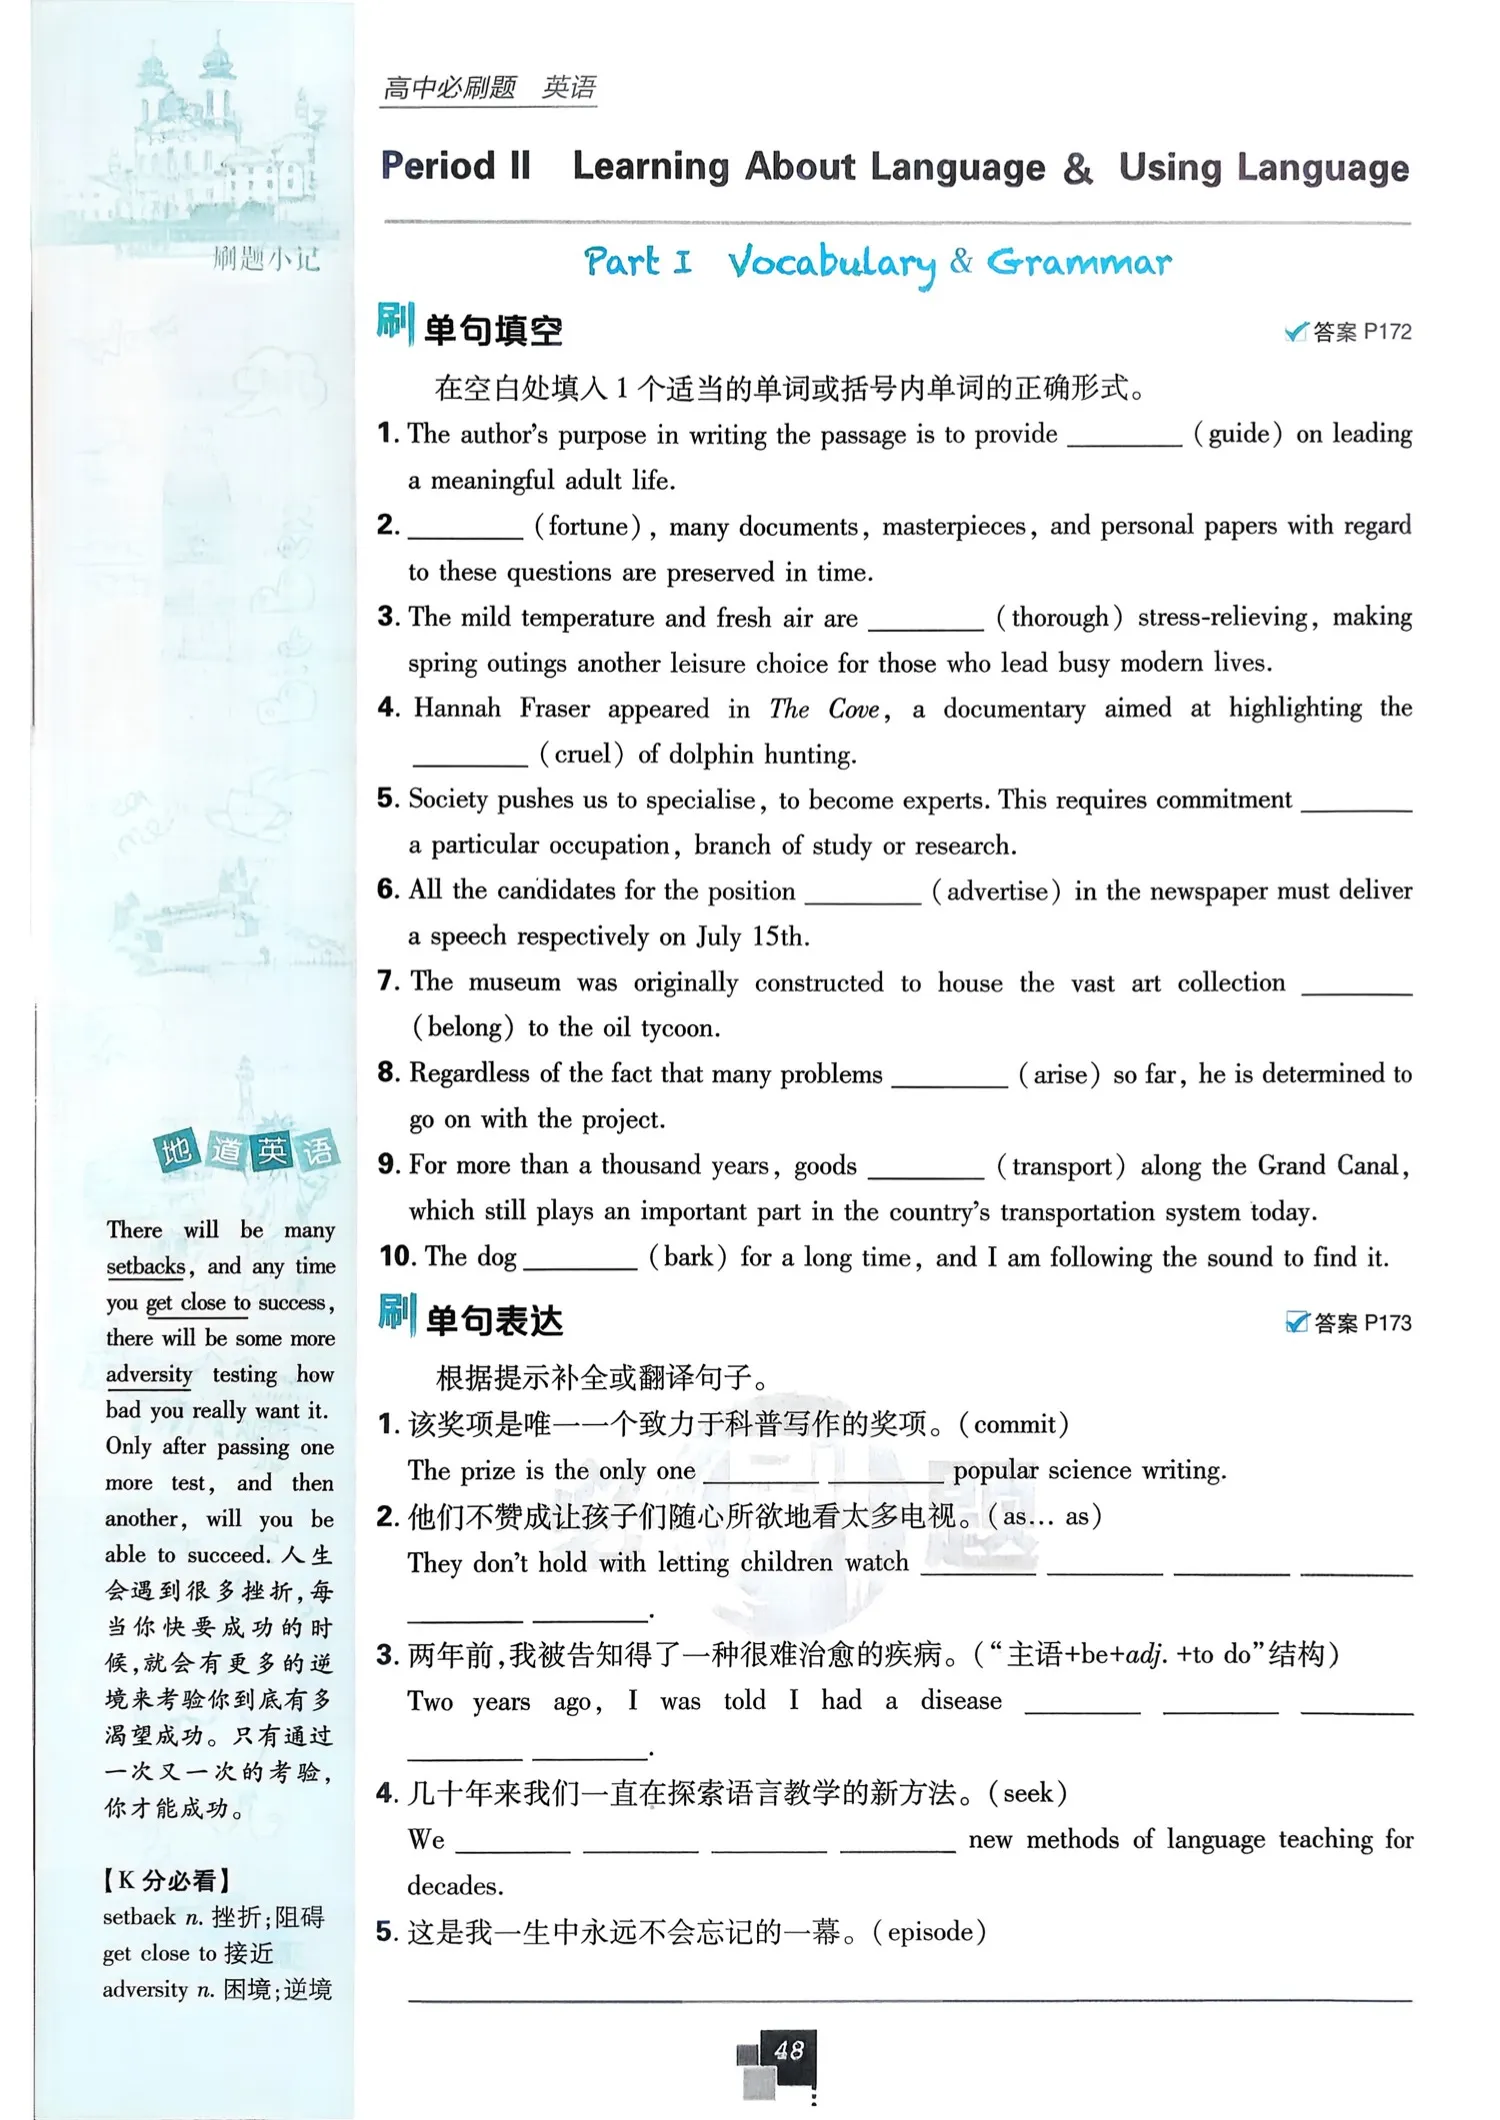 高中必刷题 英语
Period II Learning About Language & Using Language
刷题小记
Part I Vocabulary & Grammar
刷 单句填空 答案 P172
在空白处填入 1 个适当的单词或括号内单词的正确形式。
1. The author's purpose in writing the passage is to provide ________ (guide) on leading
a meaningful adult life.
2. ________ (fortune), many documents, masterpieces, and personal papers with regard
to these questions are preserved in time.
3. The mild temperature and fresh air are ________ (thorough) stress-relieving, making
spring outings another leisure choice for those who lead busy modern lives.
4. Hannah Fraser appeared in The Cove, a documentary aimed at highlighting the
________ (cruel) of dolphin hunting.
5. Society pushes us to specialise, to become experts. This requires commitment ________
a particular occupation, branch of study or research.
6. All the candidates for the position ________ (advertise) in the newspaper must deliver
a speech respectively on July 15th.
7. The museum was originally constructed to house the vast art collection ________
(belong) to the oil tycoon.
8. Regardless of the fact that many problems ________ (arise) so far, he is determined to
go on with the project.
9. For more than a thousand years, goods ________ (transport) along the Grand Canal,
which still plays an important part in the country's transportation system today.
10. The dog ________ (bark) for a long time, and I am following the sound to find it.
刷 单句表达 答案 P173
根据提示补全或翻译句子。
1. 该奖项是唯一一个致力于科普写作的奖项。(commit)
The prize is the only one ________ ________ popular science writing.
2. 他们不赞成让孩子们随心所欲地看太多电视。(as… as)
They don't hold with letting children watch ________ ________ ________ ________
________ ________.
3. 两年前,我被告知得了一种很难治愈的疾病。(“主语+be+adj. +to do”结构)
Two years ago, I was told I had a disease ________ ________ ________
________ ________.
4. 几十年来我们一直在探索语言教学的新方法。(seek)
We ________ ________ ________ ________ new methods of language teaching for
decades.
5. 这是我一生中永远不会忘记的一幕。(episode)
地道英语
There will be many
setbacks, and any time
you get close to success,
there will be some more
adversity testing how
bad you really want it.
Only after passing one
more test, and then
another, will you be
able to succeed. 人生
会遇到很多挫折,每
当你快要成功的时
候,就会有更多的逆
境来考验你到底有多
渴望成功。只有通过
一次又一次的考验,
你才能成功。
【K 分必看】
setback n. 挫折;阻碍
get close to 接近
adversity n. 困境;逆境
必刷题
48